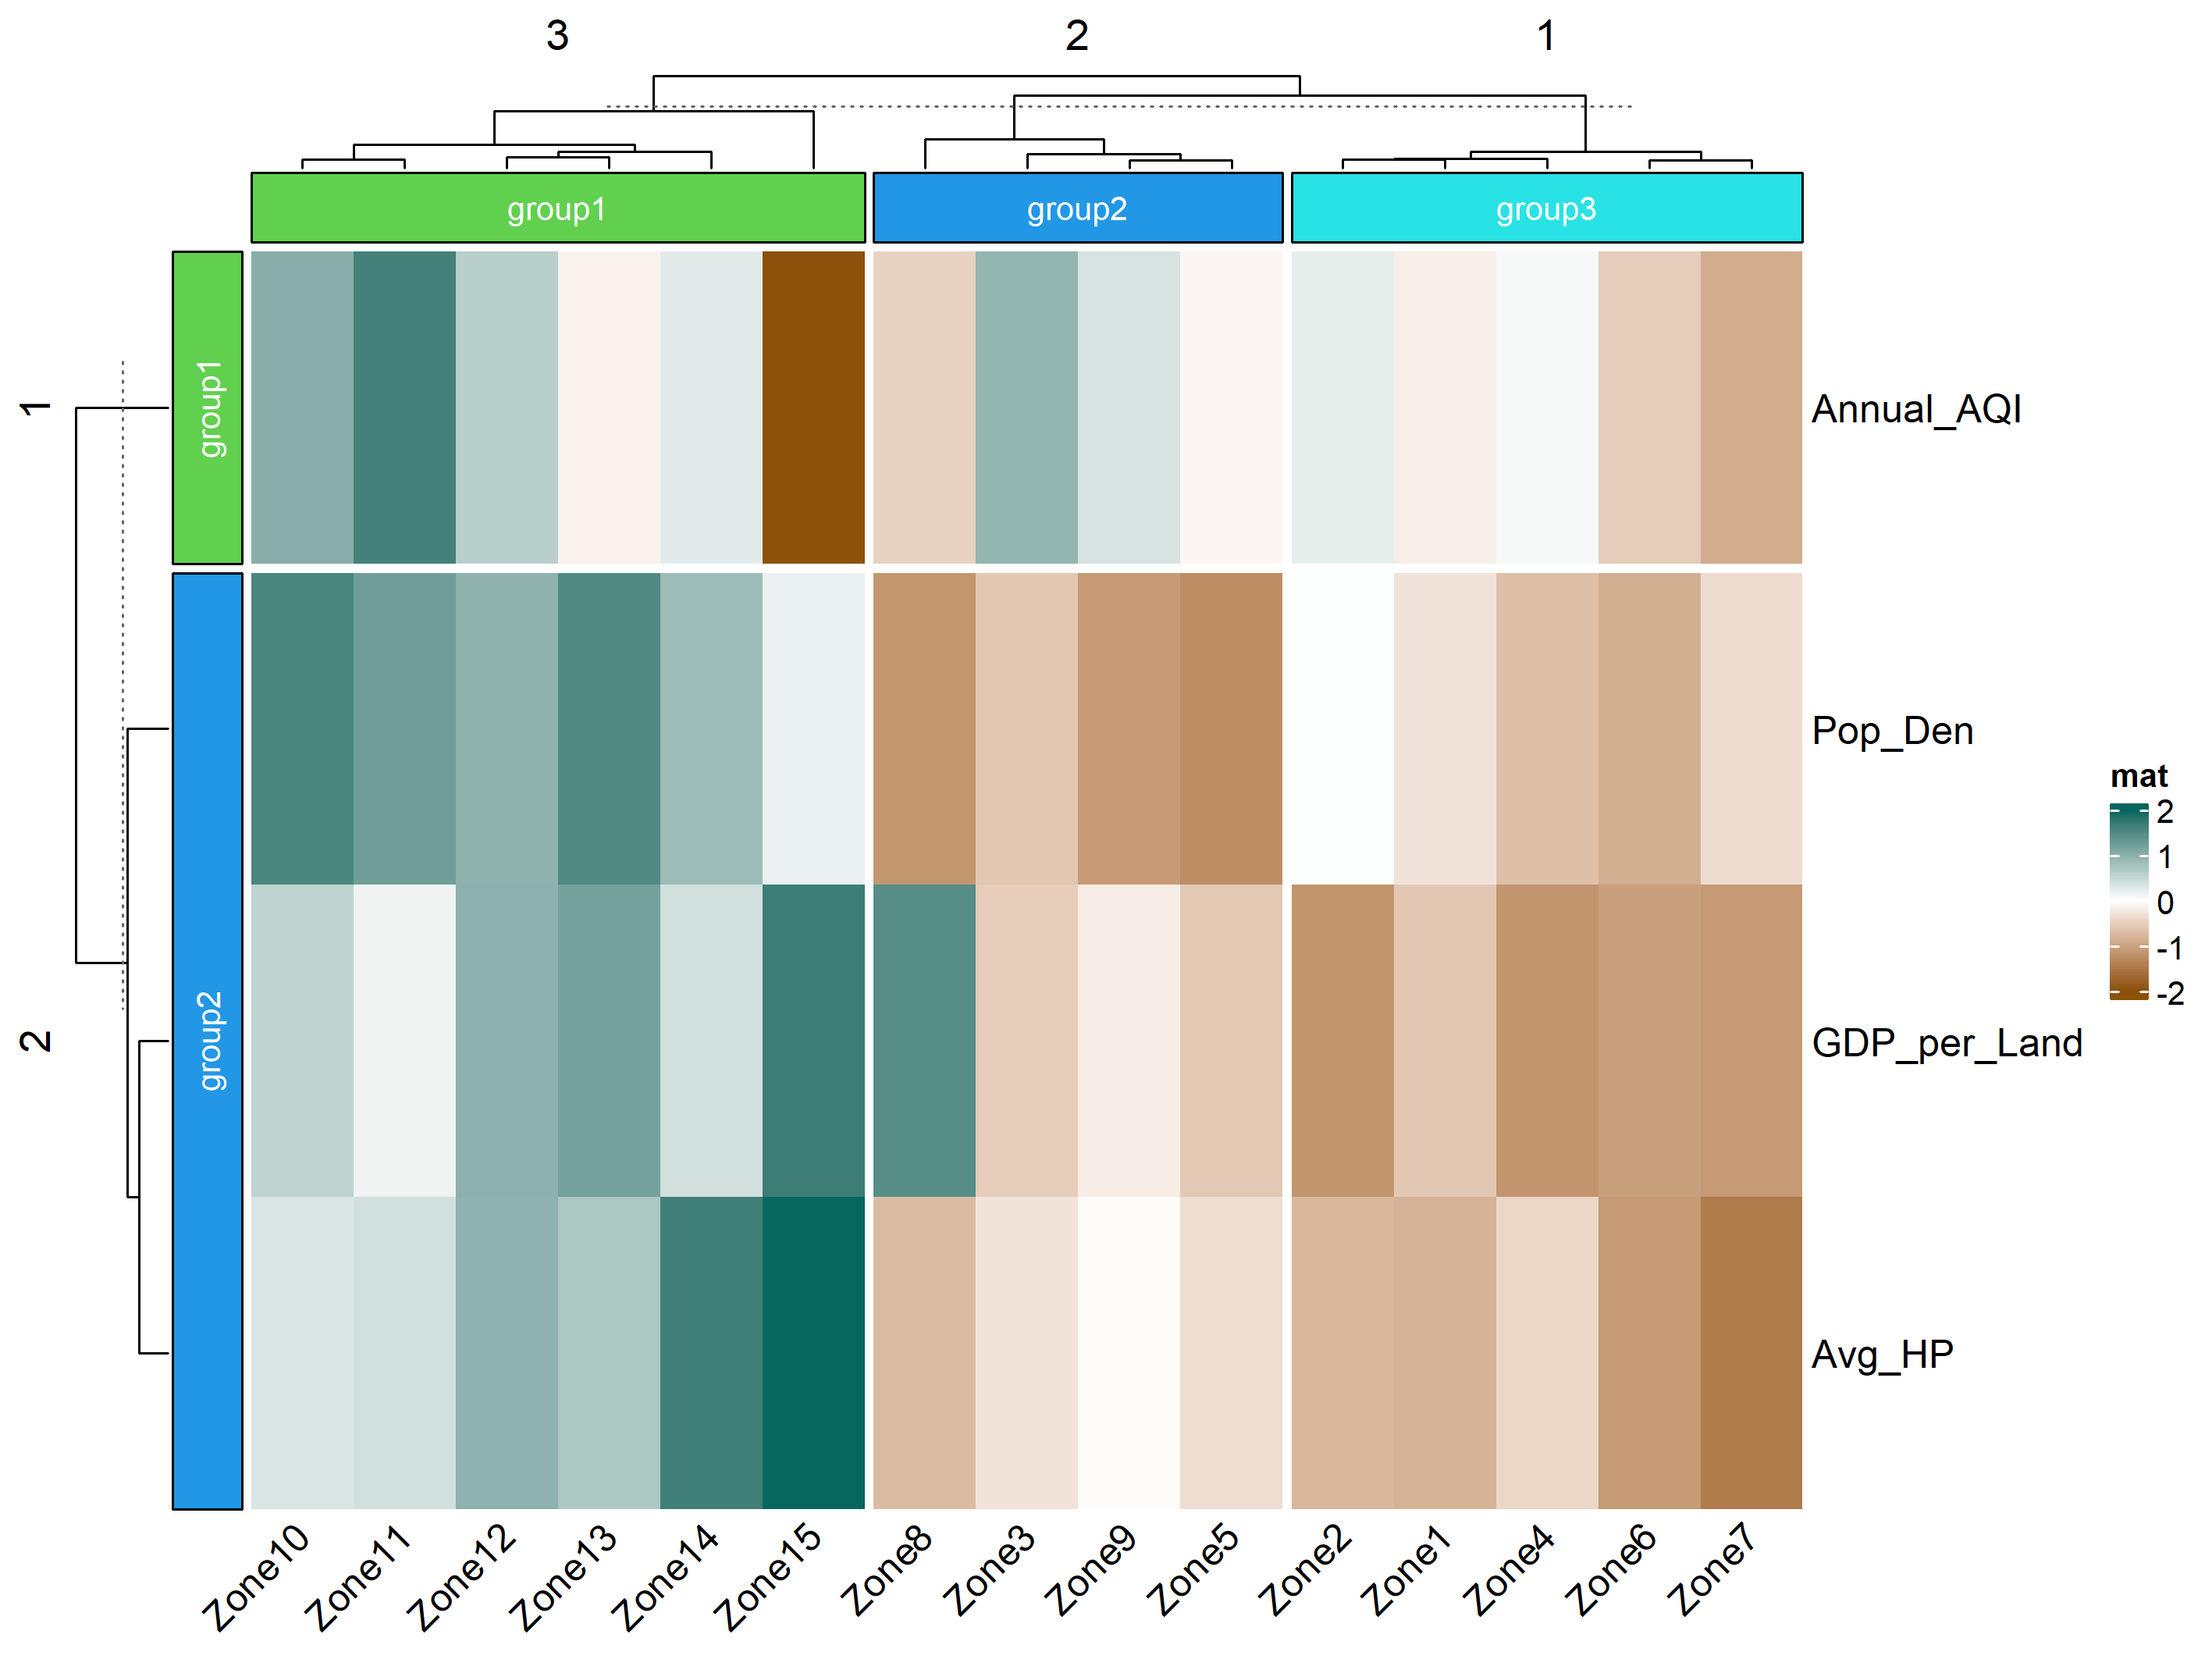 3 2 1
group1 group2 group3
1
group1
Annual_AQI
Pop_Den
mat
2
1
0
-1
-2
2
group2
GDP_per_Land
Avg_HP
Zone10 Zone11 Zone12 Zone13 Zone14 Zone15 Zone8 Zone3 Zone9 Zone5 Zone2 Zone1 Zone4 Zone6 Zone7